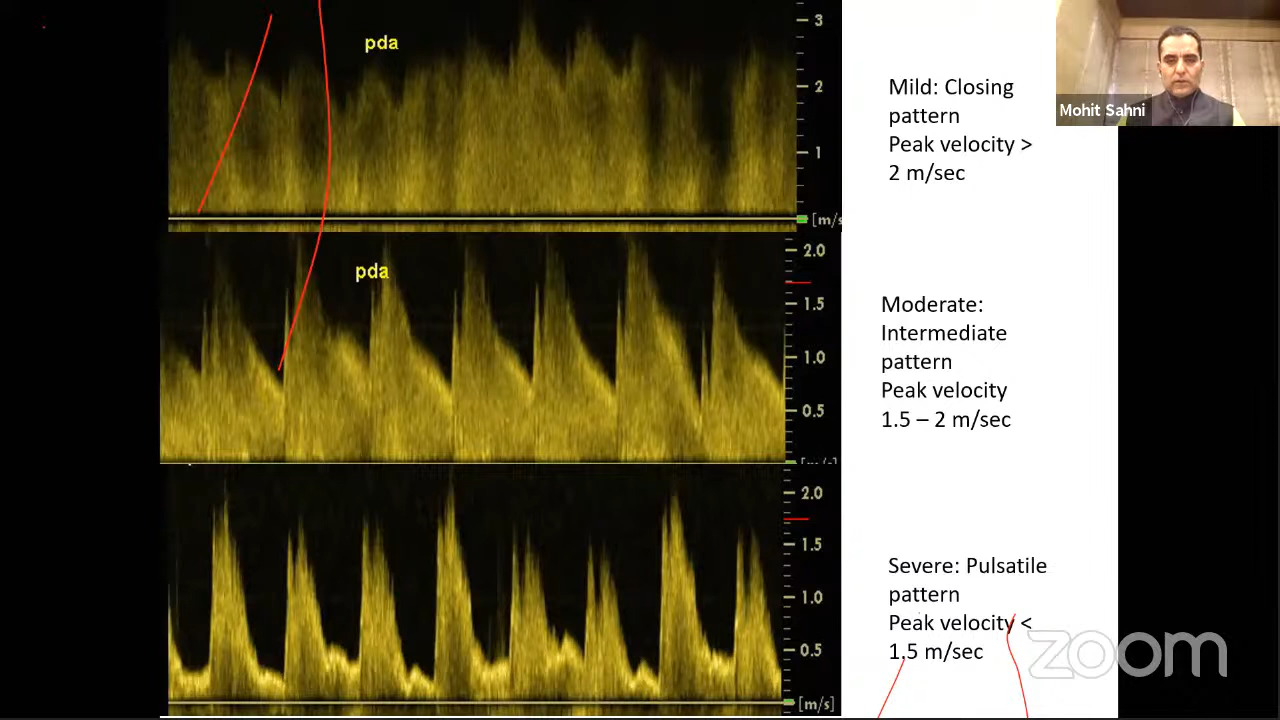 pda
3
2
1
[m/s
Mild: Closing
pattern
Peak velocity >
2 m/sec
Mohit Sahni
pda
2.0
1.5
1.0
0.5
Moderate:
Intermediate
pattern
Peak velocity
1.5 – 2 m/sec
2.0
1.5
1.0
0.5
[m/s]
Severe: Pulsatile
pattern
Peak velocity <
1.5 m/sec
zoom